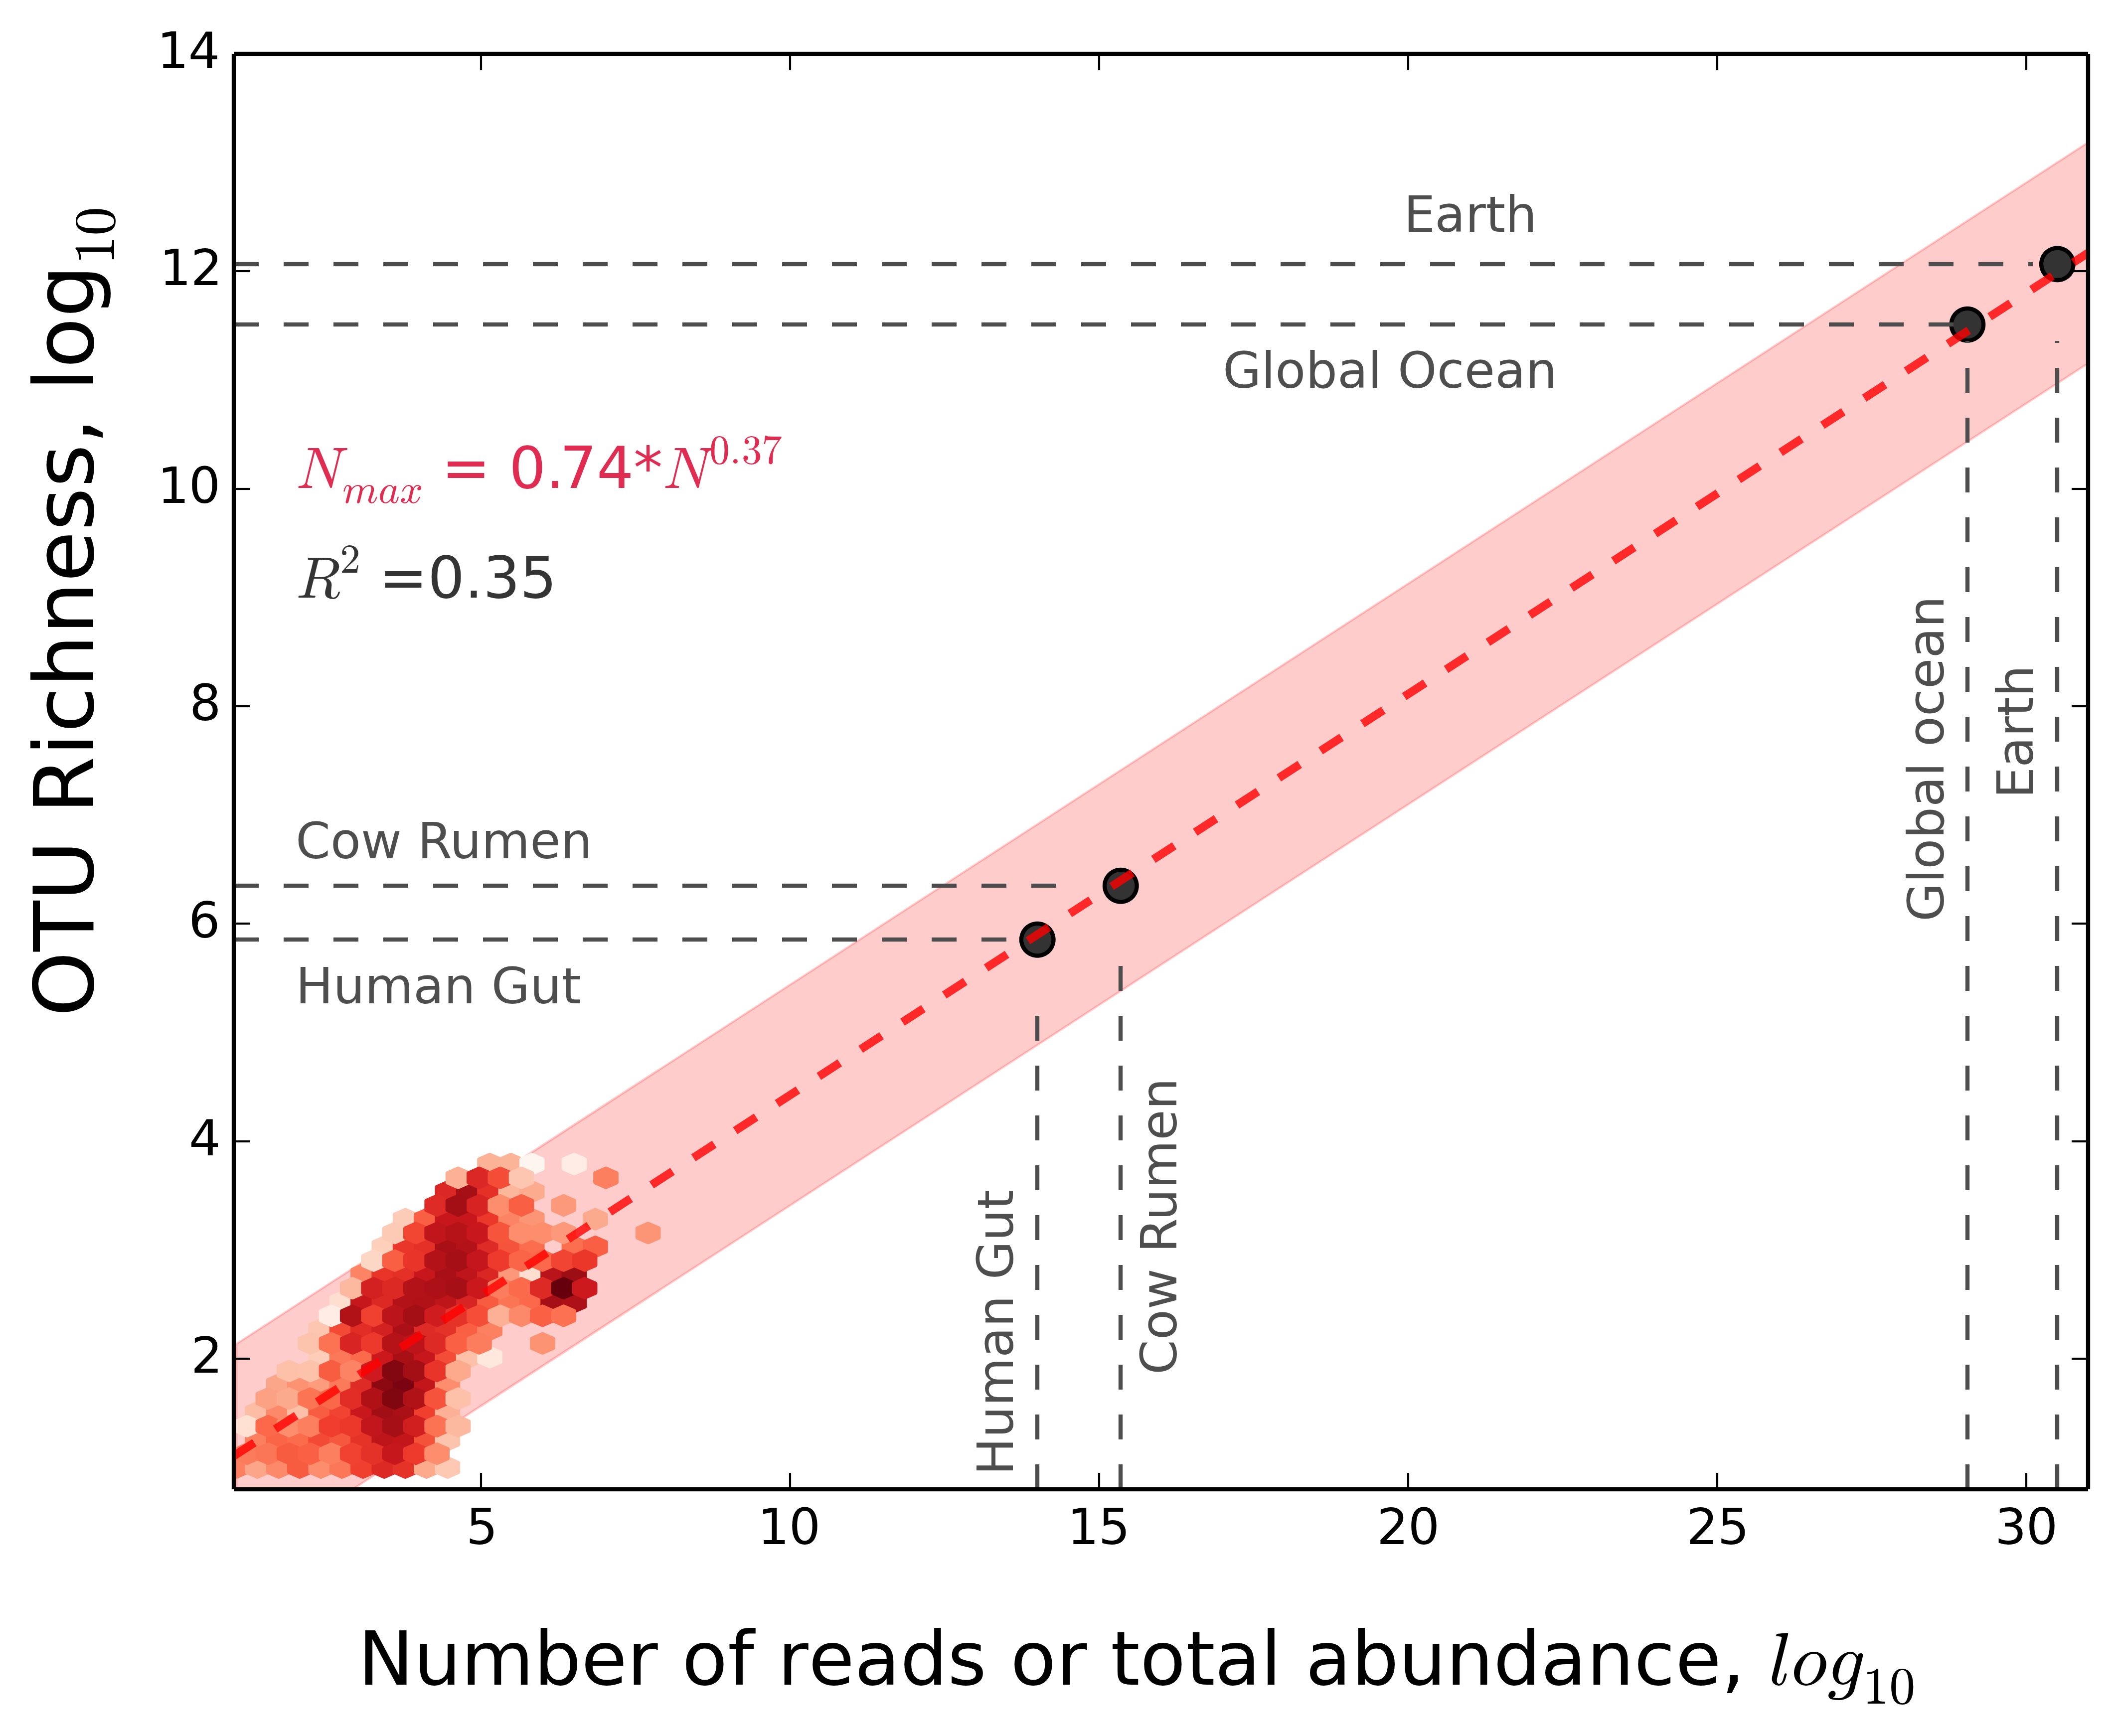 14
12
10
8
6
4
2
OTU Richness, log10
Earth
Global Ocean
Nmax = 0.74*N^0.37
R² =0.35
Cow Rumen
Human Gut
Human Gut
Cow Rumen
Global ocean
Earth
5 10 15 20 25 30
Number of reads or total abundance, log10